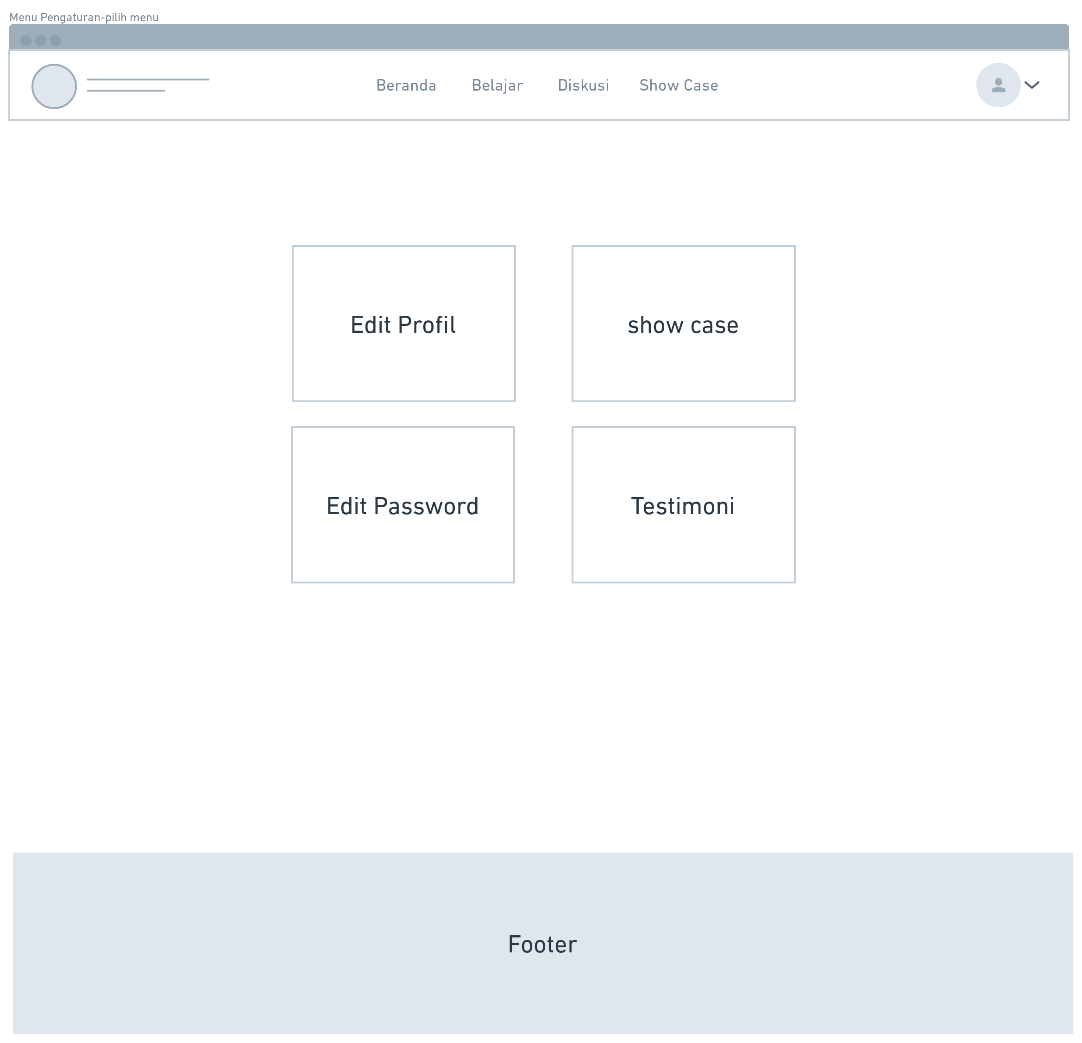 Menu Pengaturan-pilih menu
Beranda Belajar Diskusi Show Case
Edit Profil show case
Edit Password Testimoni
Footer